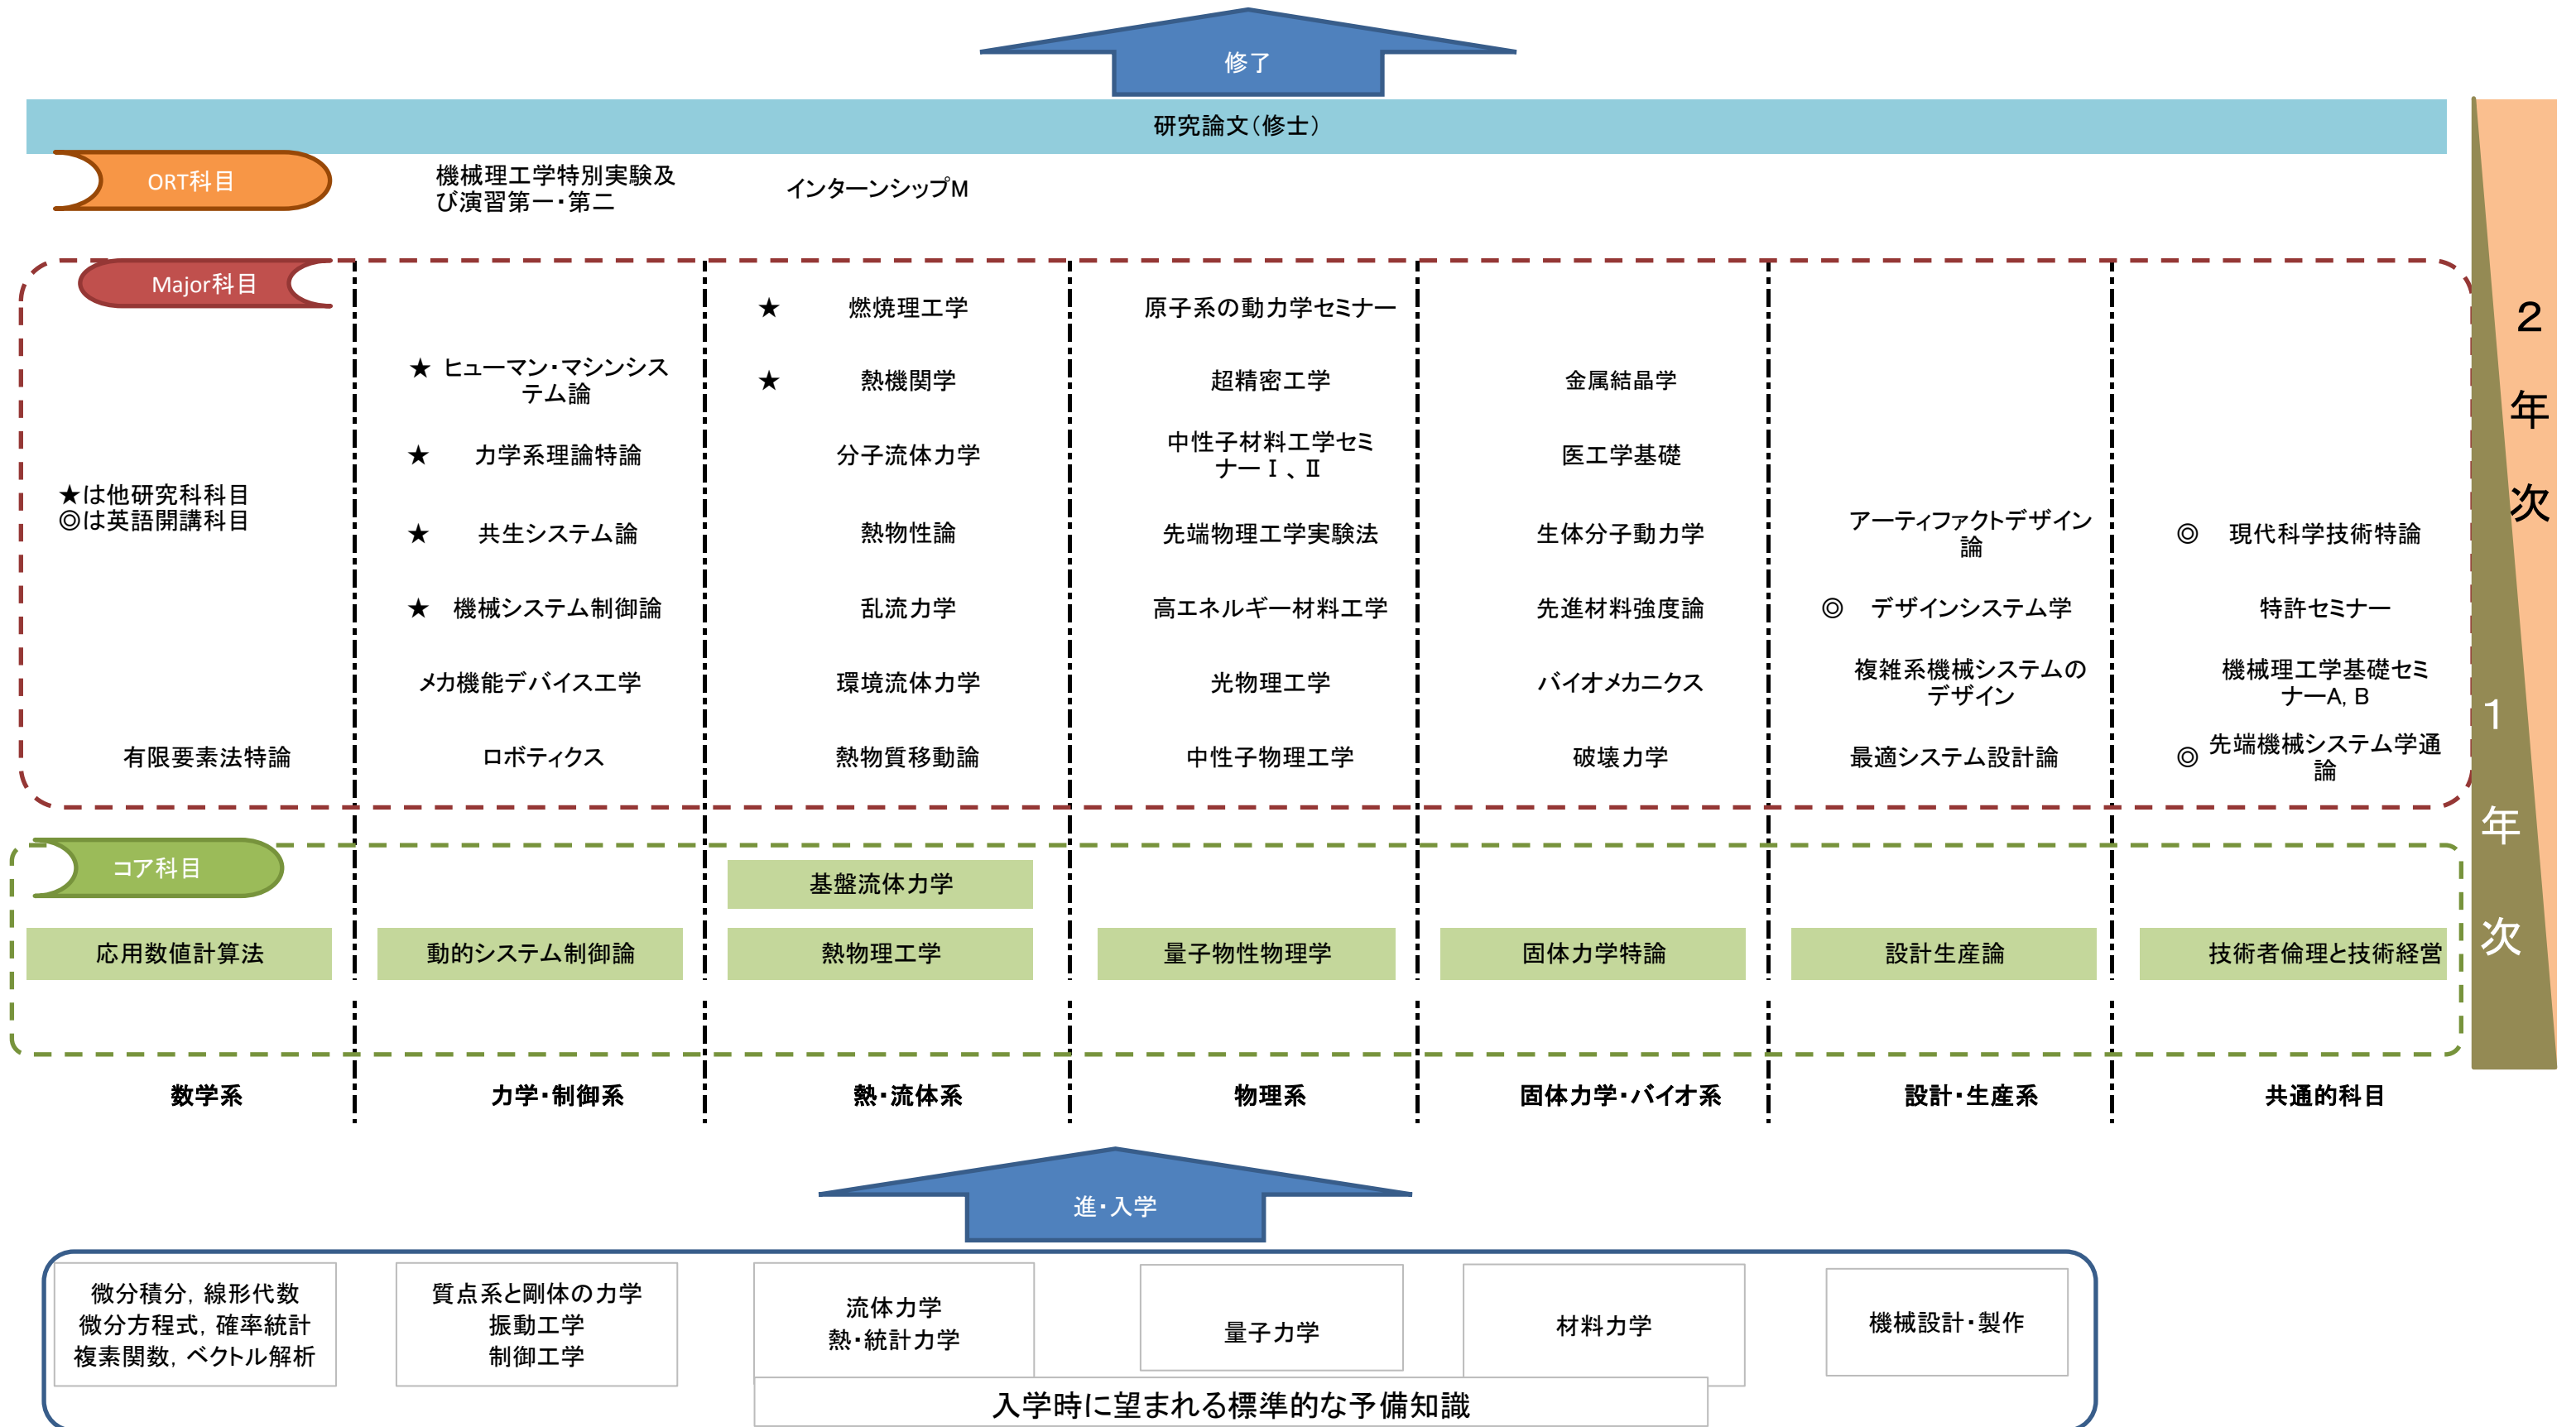 修了
研究論文(修士)
ORT科目
機械理工学特別実験及
び演習第一・第二
インターンシップM
Major科目
★は他研究科科目
◎は英語開講科目
有限要素法特論
★ ヒューマン・マシンシス
テム論
★ 力学系理論特論
★ 共生システム論
★ 機械システム制御論
メカ機能デバイス工学
ロボティクス
★ 燃焼理工学
★ 熱機関学
分子流体力学
熱物性論
乱流力学
環境流体力学
熱物質移動論
原子系の動力学セミナー
超精密工学
中性子材料工学セミ
ナーⅠ、Ⅱ
先端物理工学実験法
高エネルギー材料工学
光物理工学
中性子物理工学
金属結晶学
医工学基礎
生体分子動力学
先進材料強度論
バイオメカニクス
破壊力学
アーティファクトデザイン
論
◎ デザインシステム学
複雑系機械システムの
デザイン
最適システム設計論
◎ 現代科学技術特論
特許セミナー
機械理工学基礎セミ
ナーA, B
◎ 先端機械システム学通
論
2年次
1年次
コア科目
基盤流体力学
応用数値計算法
動的システム制御論
熱物理工学
量子物性物理学
固体力学特論
設計生産論
技術者倫理と技術経営
数学系
力学・制御系
熱・流体系
物理系
固体力学・バイオ系
設計・生産系
共通的科目
進・入学
微分積分, 線形代数
微分方程式, 確率統計
複素関数, ベクトル解析
質点系と剛体の力学
振動工学
制御工学
流体力学
熱・統計力学
量子力学
材料力学
機械設計・製作
入学時に望まれる標準的な予備知識